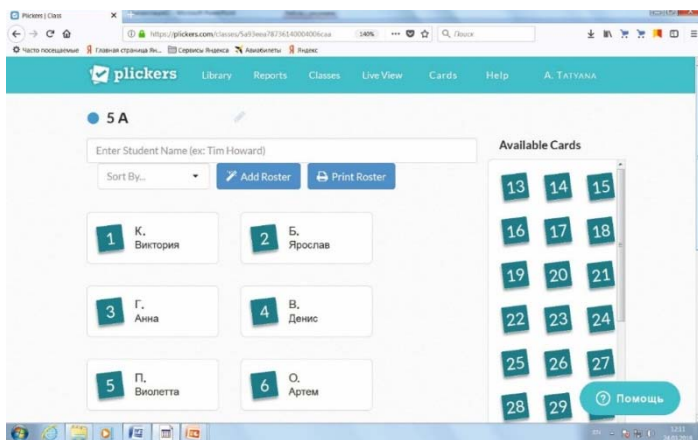 Plickers | Class
https://plickers.com/classes/
140%
Поиск
Часто посещаемые
Главная страница Ян...
Сервисы Яндекса
Авиабилеты
Яндекс
plickers
Library
Reports
Classes
Live View
Cards
Help
A. TATYANA
5 А
Enter Student Name (ex: Tim Howard)
Sort By...
Add Roster
Print Roster
1
К.
Виктория
2
Б.
Ярослав
3
Г.
Анна
4
В.
Денис
5
П.
Виолетта
6
О.
Артем
Available Cards
13 14 15
16 17 18
19 20 21
22 23 24
25 26 27
28 29
Помощь
12:11